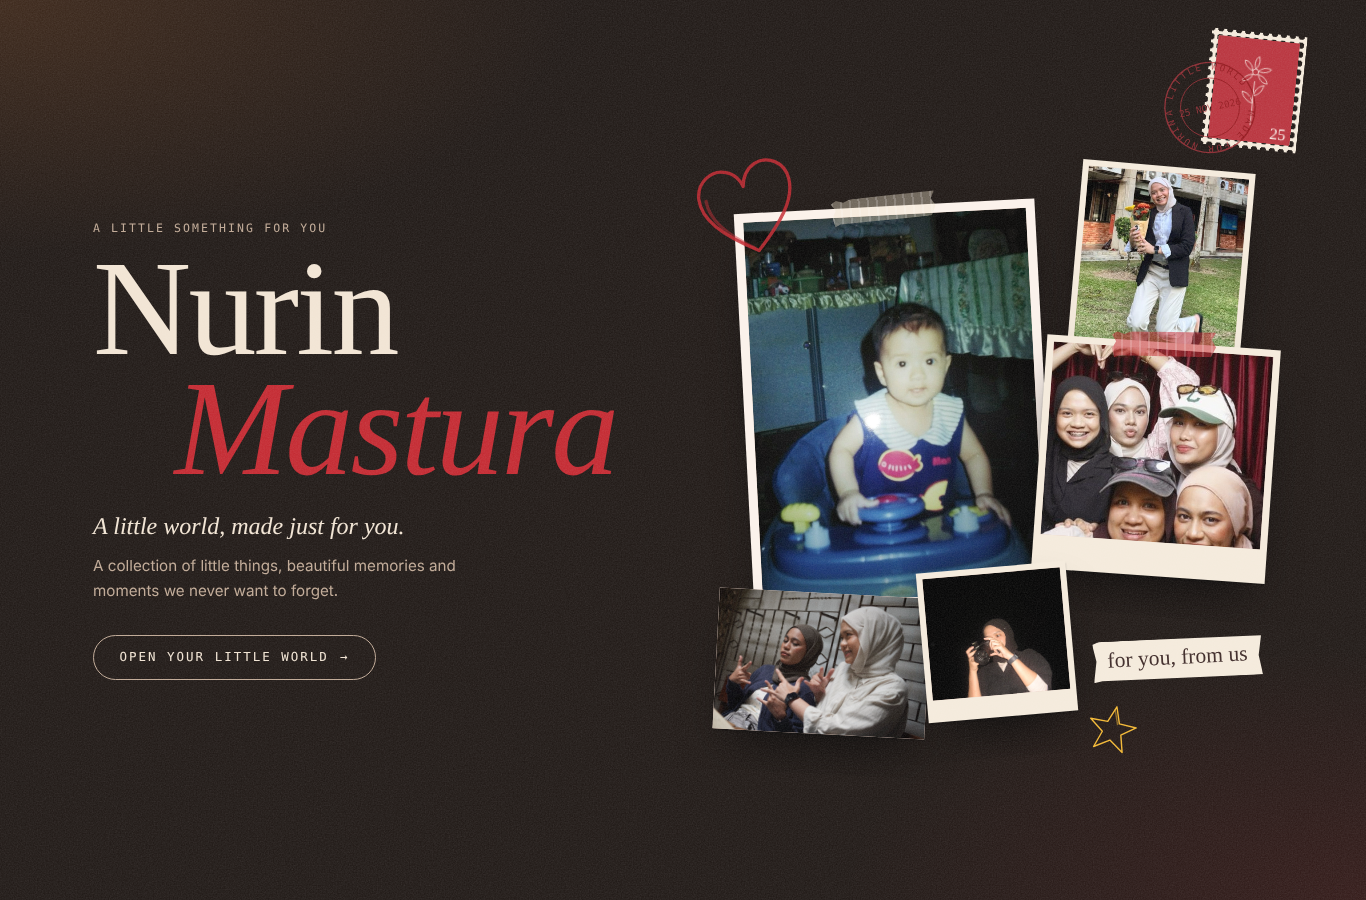 A LITTLE SOMETHING FOR YOU
Nurin
Mastura
A little world, made just for you.
A collection of little things, beautiful memories and
moments we never want to forget.
OPEN YOUR LITTLE WORLD →
25
for you, from us